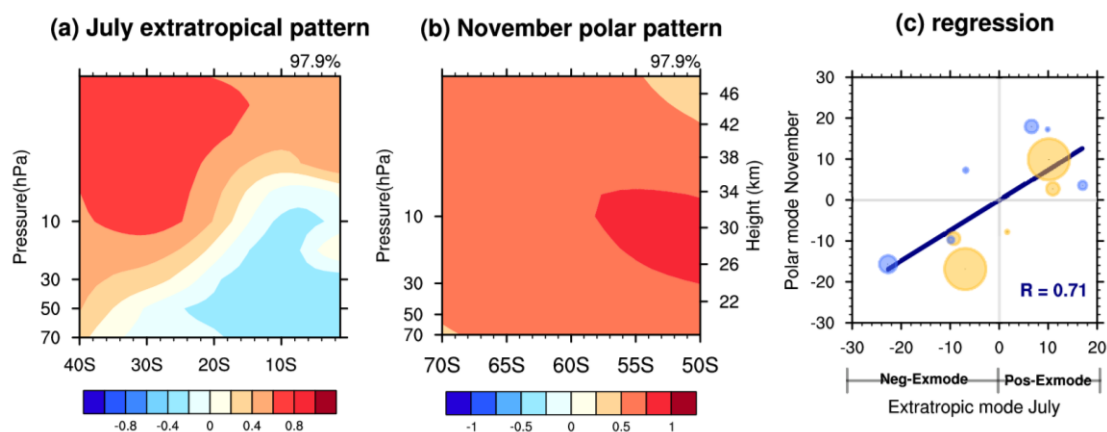 (a) July extratropical pattern
97.9%
Pressure(hPa)
10
30
50
70
40S 30S 20S 10S
-0.8 -0.4 0 0.4 0.8
(b) November polar pattern
97.9%
Pressure(hPa)
10
30
50
70
46
42
38
34
30
26
22
Height (km)
70S 65S 60S 55S 50S
-1 -0.5 0 0.5 1
(c) regression
Polar mode November
30
20
10
0
-10
-20
-30
R = 0.71
-30 -20 -10 0 10 20
Neg-Exmode Pos-Exmode
Extratropic mode July